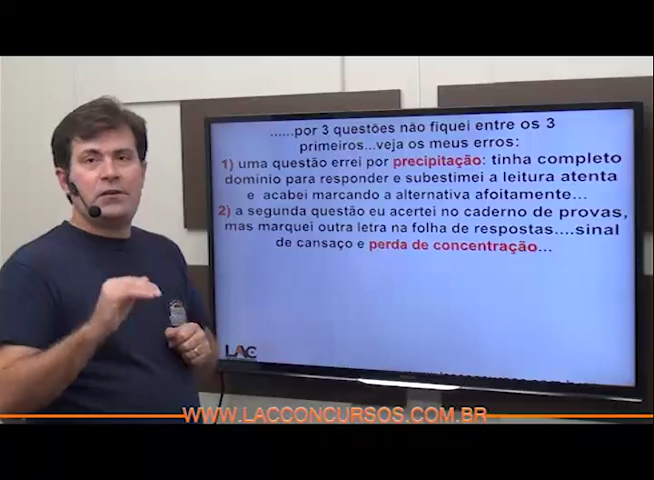 ......por 3 questões não fiquei entre os 3
primeiros...veja os meus erros:
1) uma questão errei por precipitação: tinha completo
domínio para responder e subestimei a leitura atenta
e acabei marcando a alternativa afoitamente...
2) a segunda questão eu acertei no caderno de provas,
mas marquei outra letra na folha de respostas....sinal
de cansaço e perda de concentração...
LAC
WWW.LACCONCURSOS.COM.BR